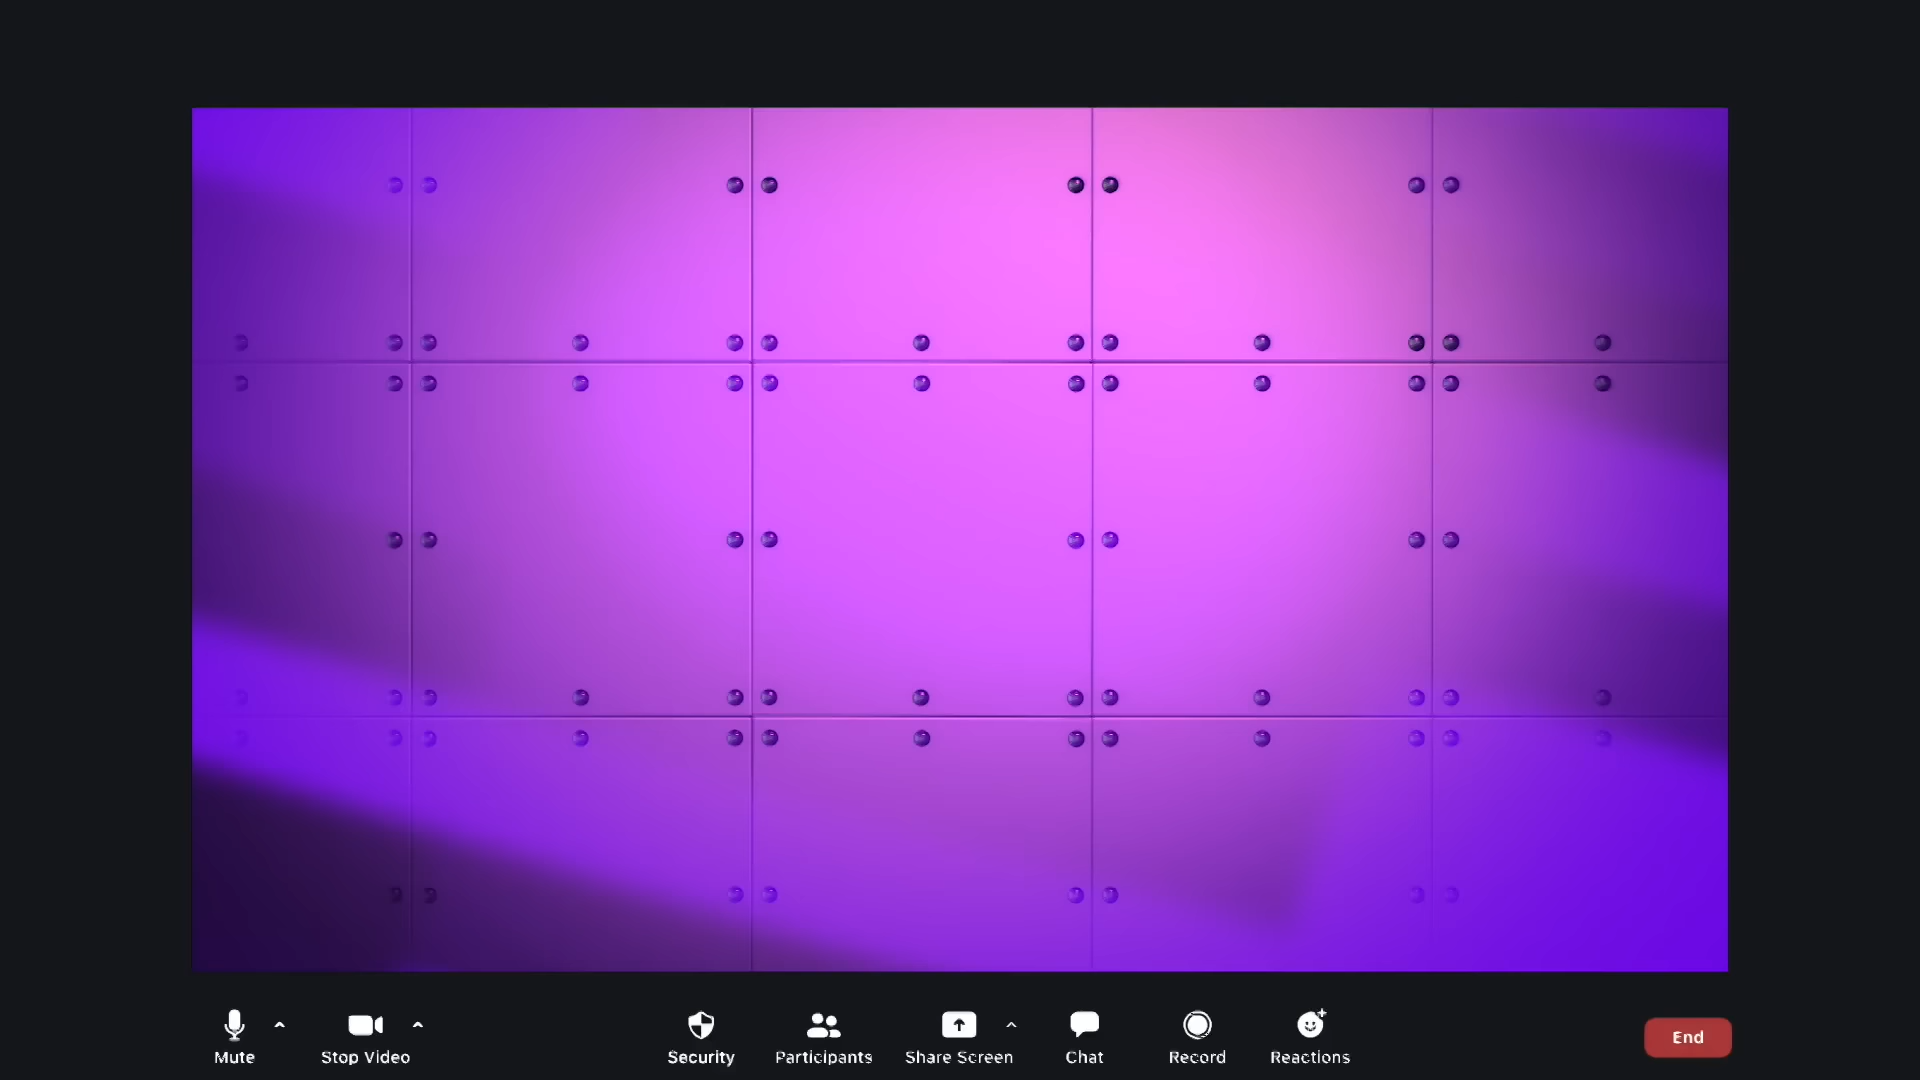 Mute
Stop Video
Security
Participants
Share Screen
Chat
Record
Reactions
End